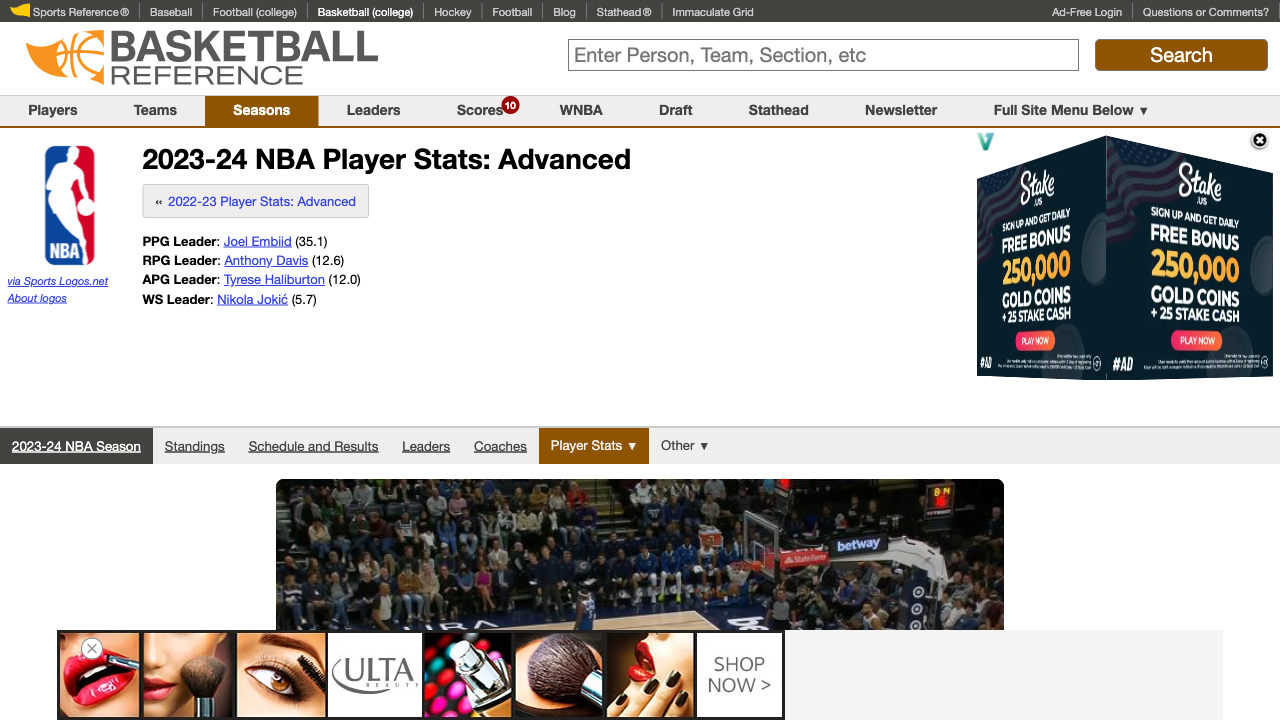 Sports Reference ® Baseball Football (college) Basketball (college) Hockey Football Blog Stathead ® Immaculate Grid Ad-Free Login Questions or Comments?
BASKETBALL
REFERENCE
Enter Person, Team, Section, etc
Search
Players Teams Seasons Leaders Scores 10 WNBA Draft Stathead Newsletter Full Site Menu Below ▼
NBA
via Sports Logos.net
About logos
2023-24 NBA Player Stats: Advanced
« 2022-23 Player Stats: Advanced
PPG Leader: Joel Embiid (35.1)
RPG Leader: Anthony Davis (12.6)
APG Leader: Tyrese Haliburton (12.0)
WS Leader: Nikola Jokić (5.7)
Stake
.US
SIGN UP AND GET DAILY
FREE BONUS
250,000
GOLD COINS
+ 25 STAKE CASH
PLAY NOW
#AD
Stake
.US
SIGN UP AND GET DAILY
FREE BONUS
250,000
GOLD COINS
+ 25 STAKE CASH
PLAY NOW
#AD
2023-24 NBA Season Standings Schedule and Results Leaders Coaches Player Stats ▼ Other ▼
StateFarm
betway
ULTA
BEAUTY
SHOP
NOW >